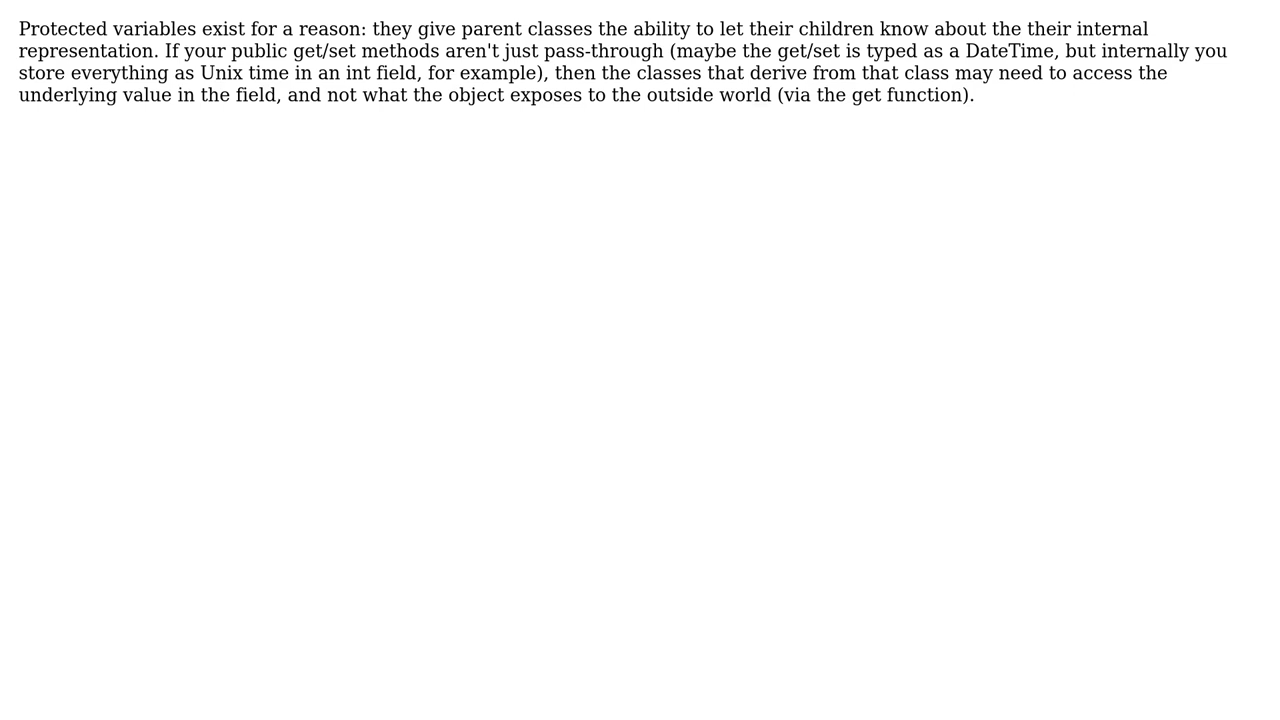 Protected variables exist for a reason: they give parent classes the ability to let their children know about the their internal
representation. If your public get/set methods aren't just pass-through (maybe the get/set is typed as a DateTime, but internally you
store everything as Unix time in an int field, for example), then the classes that derive from that class may need to access the
underlying value in the field, and not what the object exposes to the outside world (via the get function).